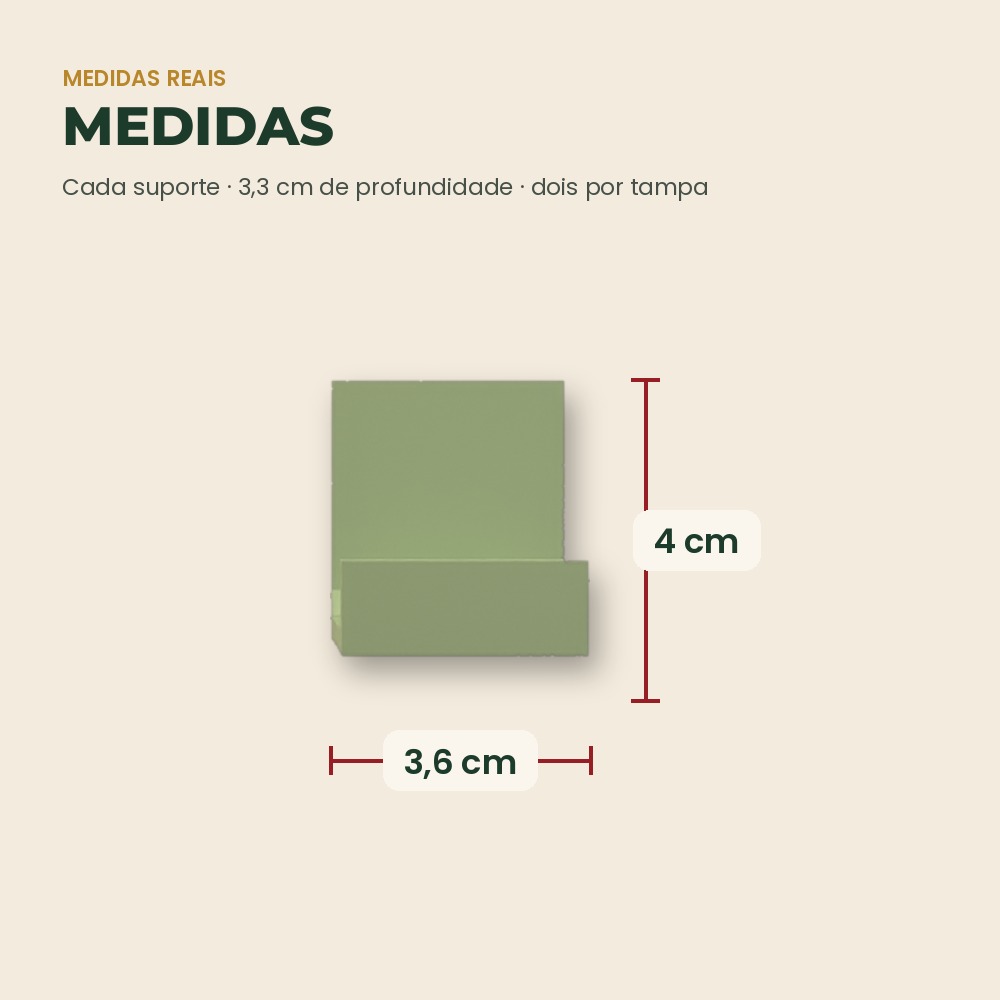 MEDIDAS REAIS
MEDIDAS
Cada suporte · 3,3 cm de profundidade · dois por tampa
4 cm
3,6 cm